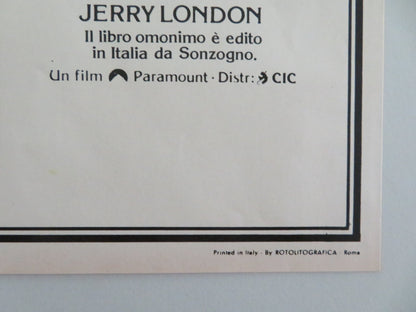 JERRY LONDON
Il libro omonimo è edito
in Italia da Sonzogno.
Un film Paramount · Distr: CIC
Printed in Italy · By ROTOLITOGRAFICA · Roma